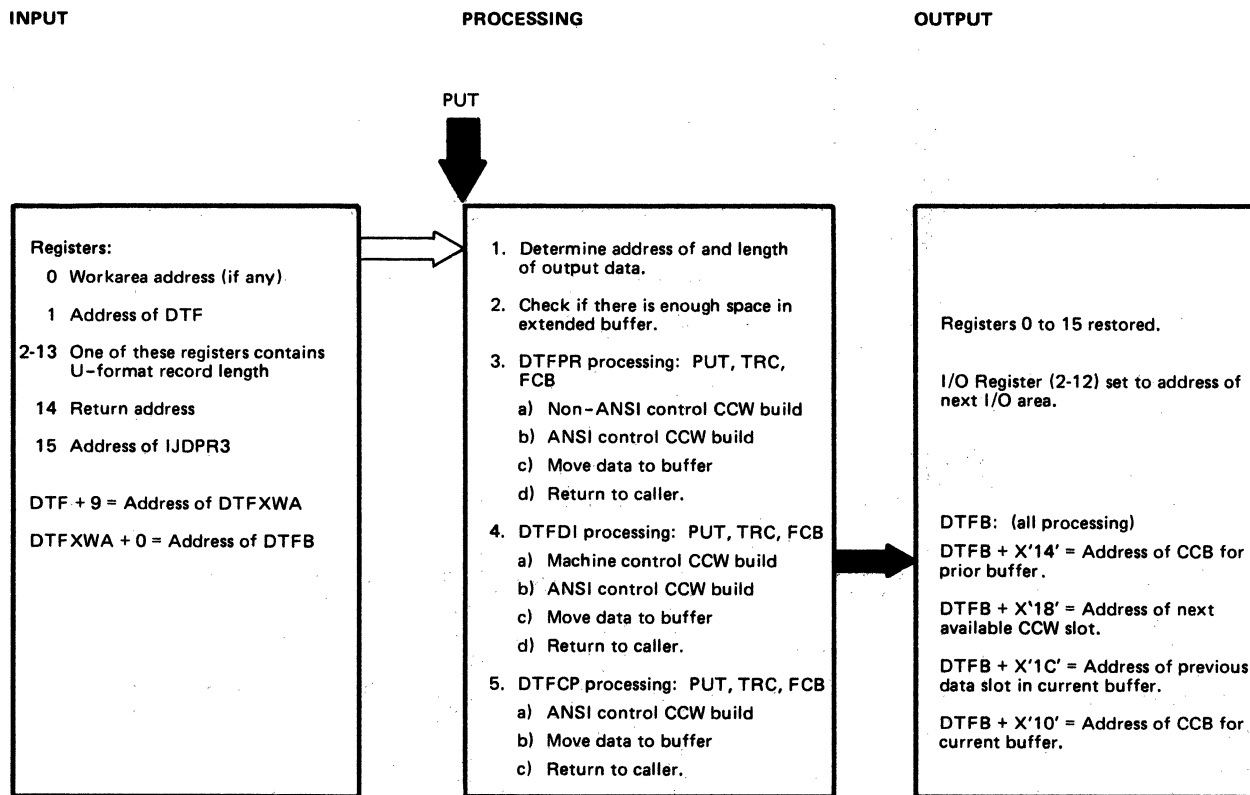 INPUT
PROCESSING
OUTPUT
PUT
Registers:
0 Workarea address (if any)
1 Address of DTF
2-13 One of these registers contains
U-format record length
14 Return address
15 Address of IJDPR3
DTF + 9 = Address of DTFXWA
DTFXWA + 0 = Address of DTFB
1. Determine address of and length
of output data.
2. Check if there is enough space in
extended buffer.
3. DTFPR processing: PUT, TRC,
FCB
a) Non-ANSI control CCW build
b) ANSI control CCW build
c) Move data to buffer
d) Return to caller.
4. DTFDI processing: PUT, TRC, FCB
a) Machine control CCW build
b) ANSI control CCW build
c) Move data to buffer
d) Return to caller.
5. DTFCP processing: PUT, TRC, FCB
a) ANSI control CCW build
b) Move data to buffer
c) Return to caller.
Registers 0 to 15 restored.
I/O Register (2-12) set to address of
next I/O area.
DTFB: (all processing)
DTFB + X'14' = Address of CCB for
prior buffer.
DTFB + X'18' = Address of next
available CCW slot.
DTFB + X'1C' = Address of previous
data slot in current buffer.
DTFB + X'10' = Address of CCB for
current buffer.